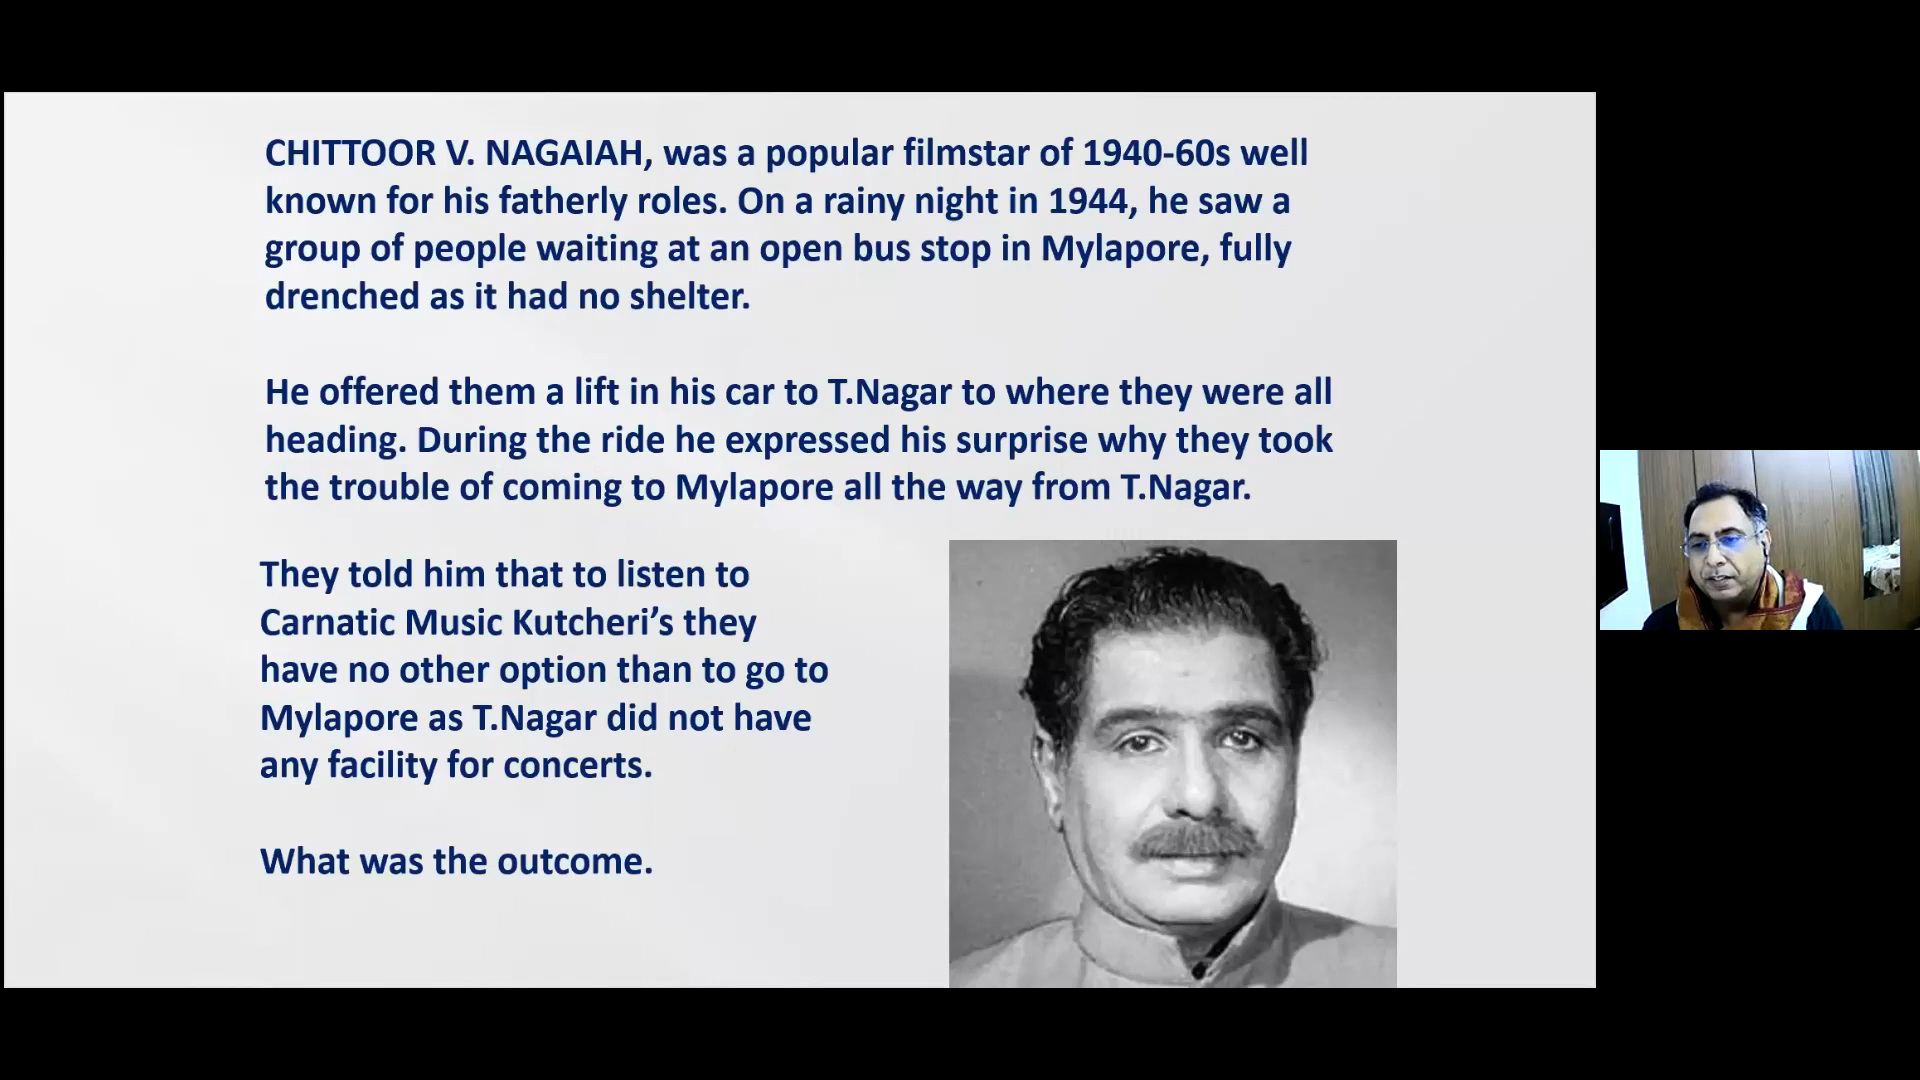 CHITTOOR V. NAGAIAH, was a popular filmstar of 1940-60s well
known for his fatherly roles. On a rainy night in 1944, he saw a
group of people waiting at an open bus stop in Mylapore, fully
drenched as it had no shelter.
He offered them a lift in his car to T.Nagar to where they were all
heading. During the ride he expressed his surprise why they took
the trouble of coming to Mylapore all the way from T.Nagar.
They told him that to listen to
Carnatic Music Kutcheri’s they
have no other option than to go to
Mylapore as T.Nagar did not have
any facility for concerts.
What was the outcome.